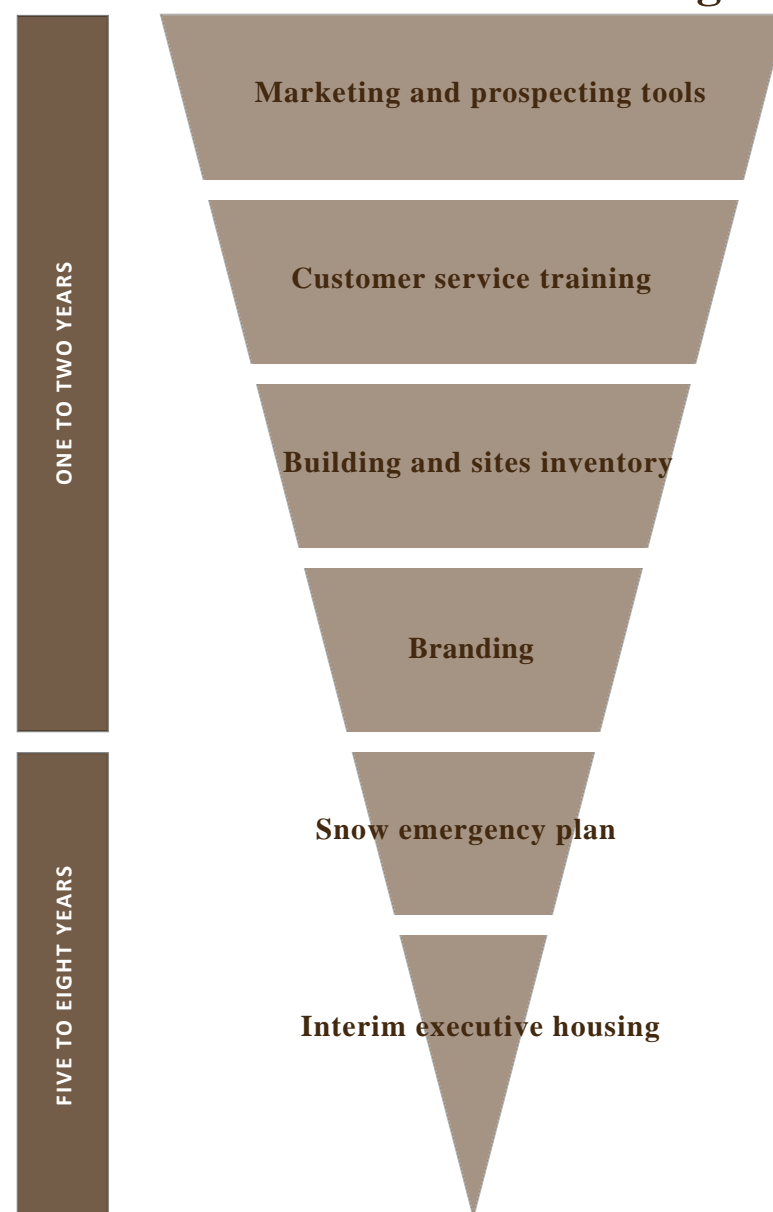 Marketing and prospecting tools
Customer service training
ONE TO TWO YEARS
Building and sites inventory
Branding
Snow emergency plan
FIVE TO EIGHT YEARS
Interim executive housing